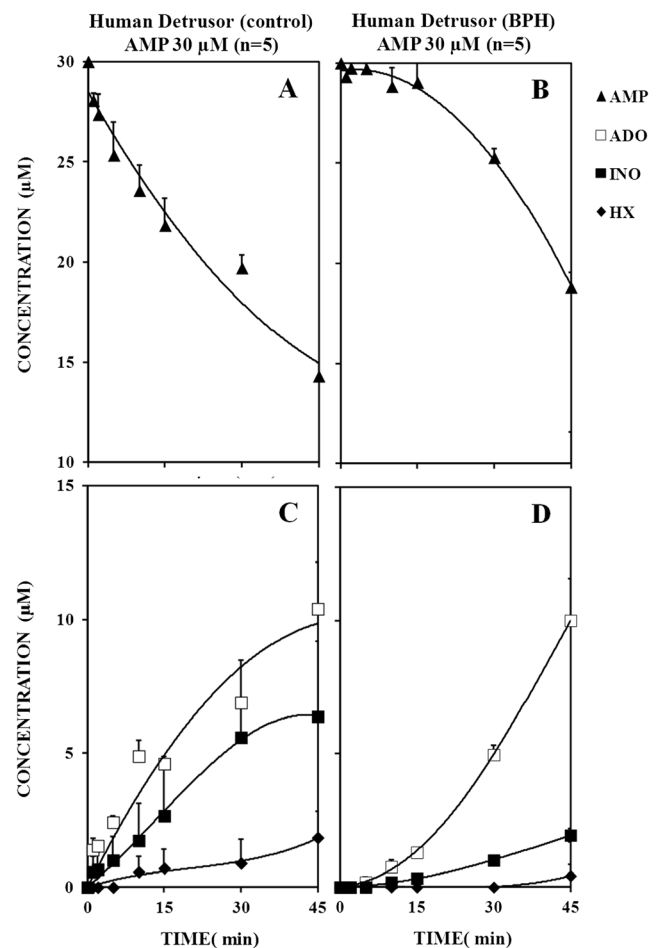 Human Detrusor (control)
AMP 30 µM (n=5)
Human Detrusor (BPH)
AMP 30 µM (n=5)
30
25
20
15
10
CONCENTRATION (µM)
A
B
AMP
ADO
INO
HX
15
10
5
0
CONCENTRATION (µM)
C
D
0
15
30
45
0
15
30
45
TIME( min)
TIME( min)